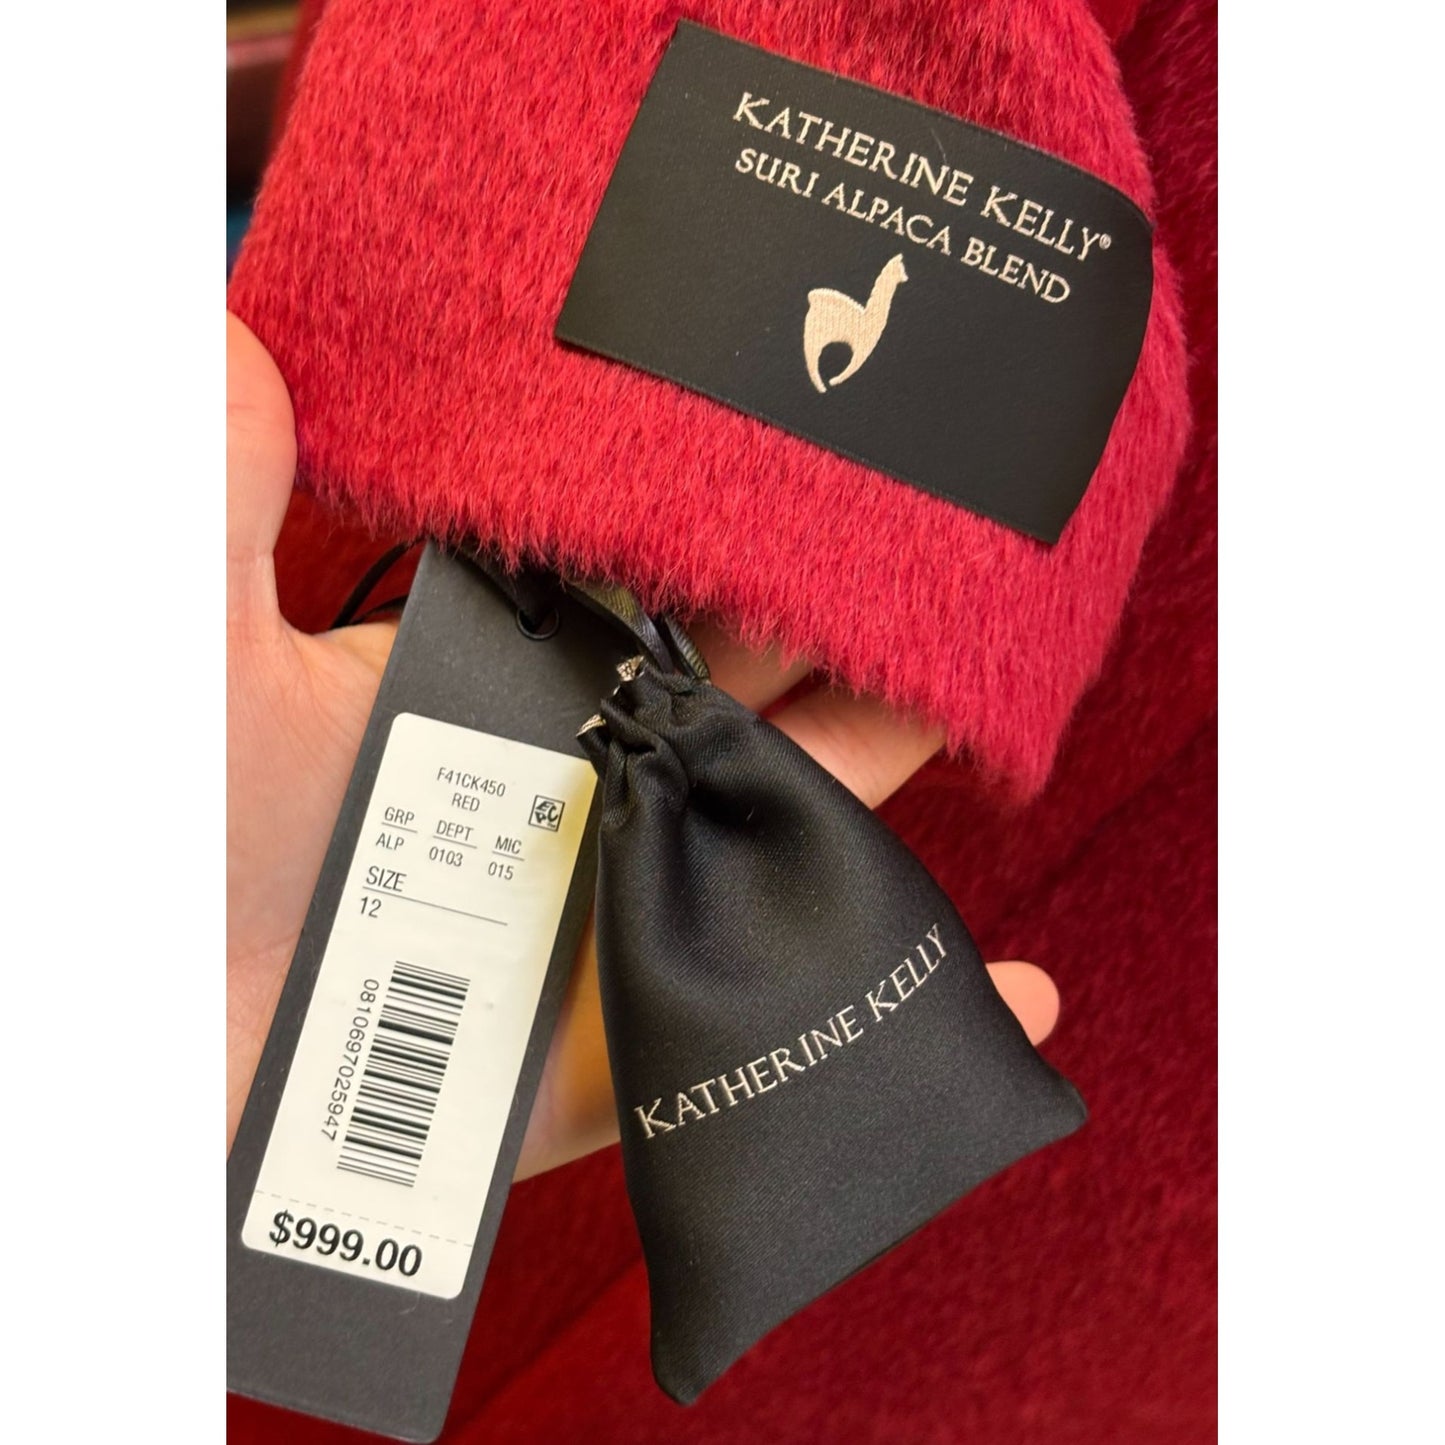 KATHERINE KELLY®
SURI ALPACA BLEND
F41CK450
RED
GRP DEPT MIC
ALP 0103 015
SIZE
12
0810697025947
$999.00
KATHERINE KELLY